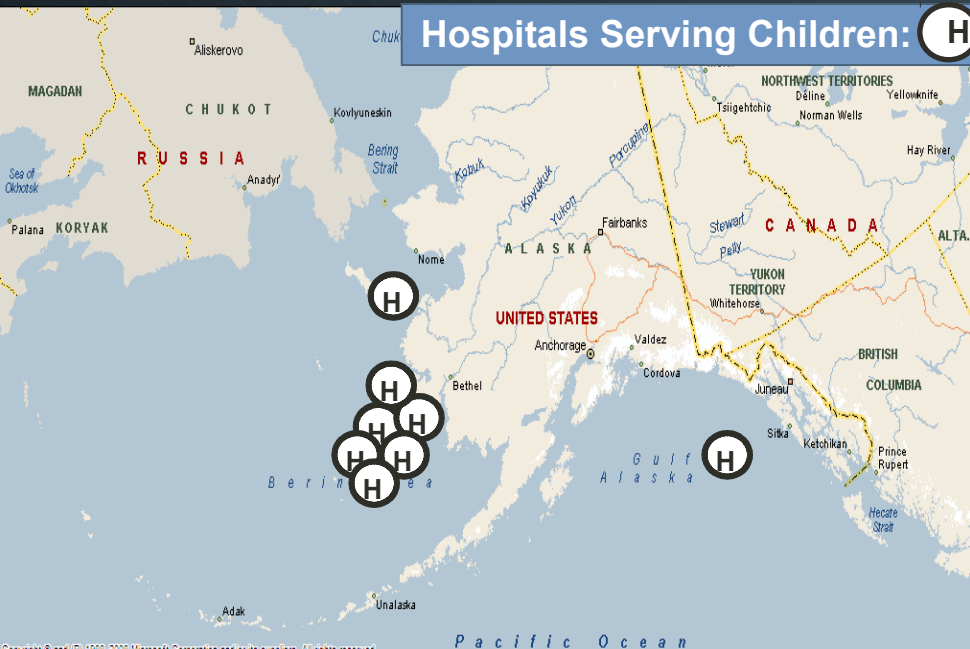 Hospitals Serving Children: H
Chuk
Aliskerovo
NORTHWEST TERRITORIES
MAGADAN
Déline
Yellowknife
CHUKOT
Tsiigehtchic
Norman Wells
Kovlyuneskin
Porcupine
RUSSIA
Bering
Strait
Hay River
Sea of
Okhotsk
Kobuk
Koyukuk
Anadyr'
Yukon
Palana
KORYAK
Fairbanks
Stewart
CANADA
ALTA.
ALASKA
Pelly
Nome
YUKON
TERRITORY
H
Whitehorse
UNITED STATES
Anchorage
Valdez
BRITISH
Cordova
COLUMBIA
H
Bethel
Juneau
H
H
Sitka
Ketchikan
H
H
Gulf
H
Prince
Rupert
Alaska
H
Berin
ea
Hecate
Strait
Unalaska
Adak
Pacific Ocean